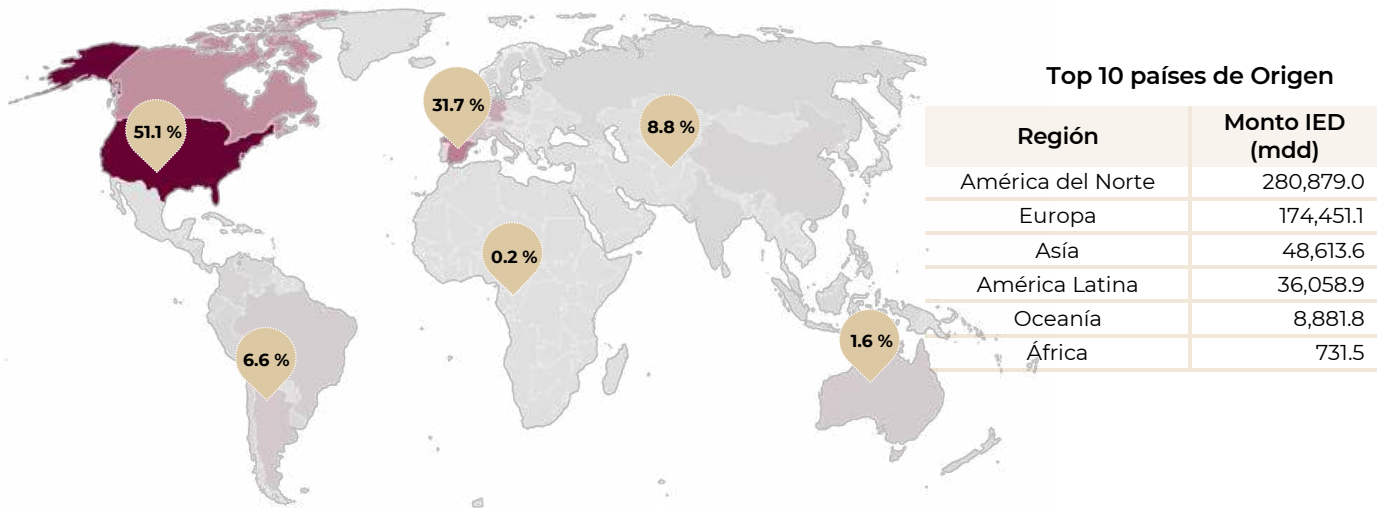 51.1 %
31.7 %
8.8 %
0.2 %
6.6 %
1.6 %
Top 10 países de Origen
Región Monto IED (mdd)
América del Norte 280,879.0
Europa 174,451.1
Asía 48,613.6
América Latina 36,058.9
Oceanía 8,881.8
África 731.5